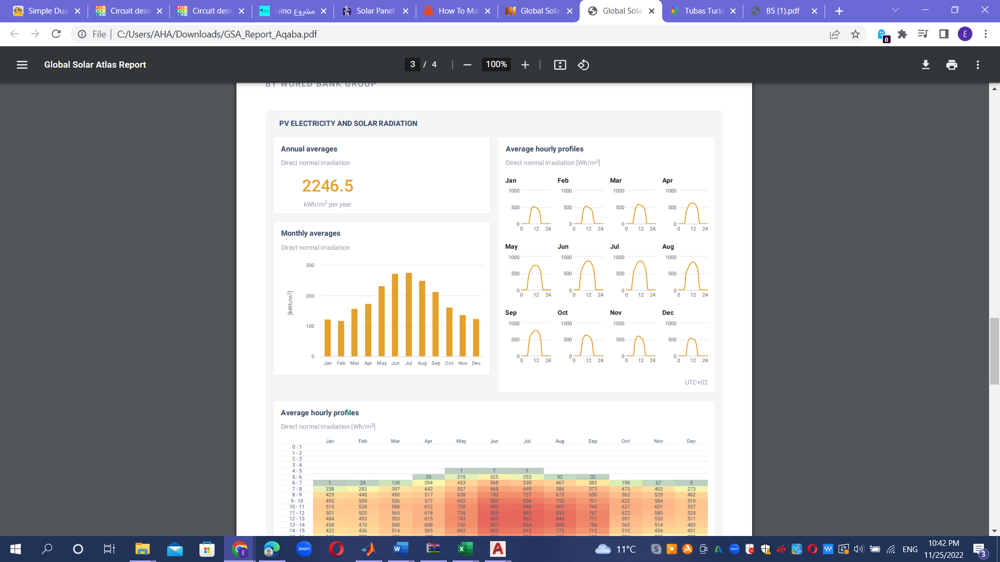 Simple Dua
Circuit desig
Circuit desig
uino مشروع
Solar Panel
How To Mal
Global Sola
Global Sola
Tubas Turki
B5 (1).pdf
File
C:/Users/AHA/Downloads/GSA_Report_Aqaba.pdf
0
ع
Global Solar Atlas Report
3 / 4
100%
BY WORLD BANK GROUP
PV ELECTRICITY AND SOLAR RADIATION
Annual averages
Direct normal irradiation
2246.5
kWh/m² per year
Monthly averages
Direct normal irradiation
[kWh/m²]
300
200
100
0
Jan Feb Mar Apr May Jun Jul Aug Sep Oct Nov Dec
Average hourly profiles
Direct normal irradiation [Wh/m²]
Jan Feb Mar Apr
1000 1000 1000 1000
500 500 500 500
0 0 0 0
0 12 24 0 12 24 0 12 24 0 12 24
May Jun Jul Aug
1000 1000 1000 1000
500 500 500 500
0 0 0 0
0 12 24 0 12 24 0 12 24 0 12 24
Sep Oct Nov Dec
1000 1000 1000 1000
500 500 500 500
0 0 0 0
0 12 24 0 12 24 0 12 24 0 12 24
UTC+02
Average hourly profiles
Direct normal irradiation [Wh/m²]
Jan Feb Mar Apr May Jun Jul Aug Sep Oct Nov Dec
0 - 1
1 - 2
2 - 3
3 - 4
4 - 5 1 7 1
5 - 6 29 215 325 253 92 32
6 - 7 1 24 138 294 453 568 530 467 383 198 67 5
7 - 8 238 283 397 442 557 668 649 586 573 473 403 273
8 - 9 429 448 490 517 638 743 737 673 650 562 529 462
9 - 10 495 509 556 577 692 809 804 753 701 622 584 519
10 - 11 515 528 588 612 728 842 848 807 743 627 601 537
11 - 12 501 505 565 618 738 859 863 833 767 622 580 528
12 - 13 484 493 553 615 743 865 867 840 771 597 553 511
13 - 14 458 470 540 608 730 857 854 825 756 565 514 483
14 - 15 422 436 514 565 692 823 813 775 713 510 454 431
zoom
11°C
ENG
10:42 PM
11/25/2022
3